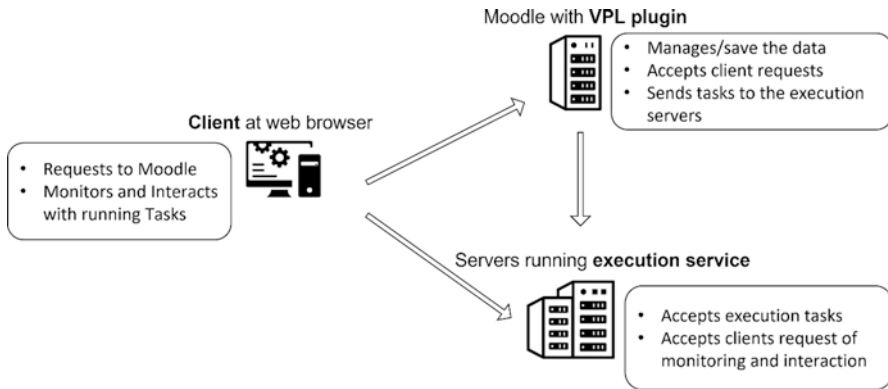 Moodle with VPL plugin
• Manages/save the data
• Accepts client requests
• Sends tasks to the execution
servers
Client at web browser
• Requests to Moodle
• Monitors and Interacts
with running Tasks
Servers running execution service
• Accepts execution tasks
• Accepts clients request of
monitoring and interaction